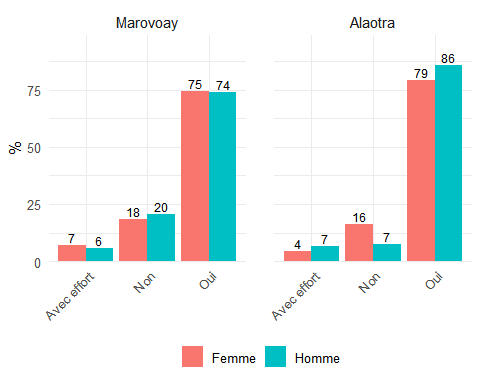 Marovoay
Alaotra
%
75
50
25
0
7 6 18 20 75 74
4 7 16 7 79 86
Avec effort Non Oui
Avec effort Non Oui
Femme Homme